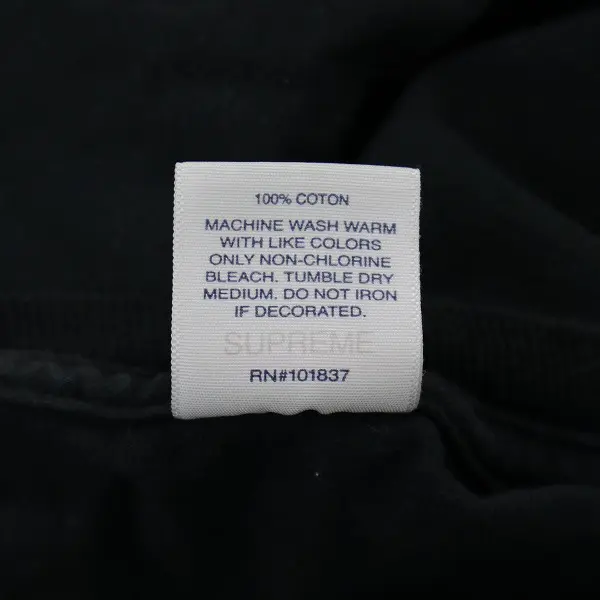 100% COTON
MACHINE WASH WARM
WITH LIKE COLORS
ONLY NON-CHLORINE
BLEACH. TUMBLE DRY
MEDIUM. DO NOT IRON
IF DECORATED.
SUPREME
RN#101837